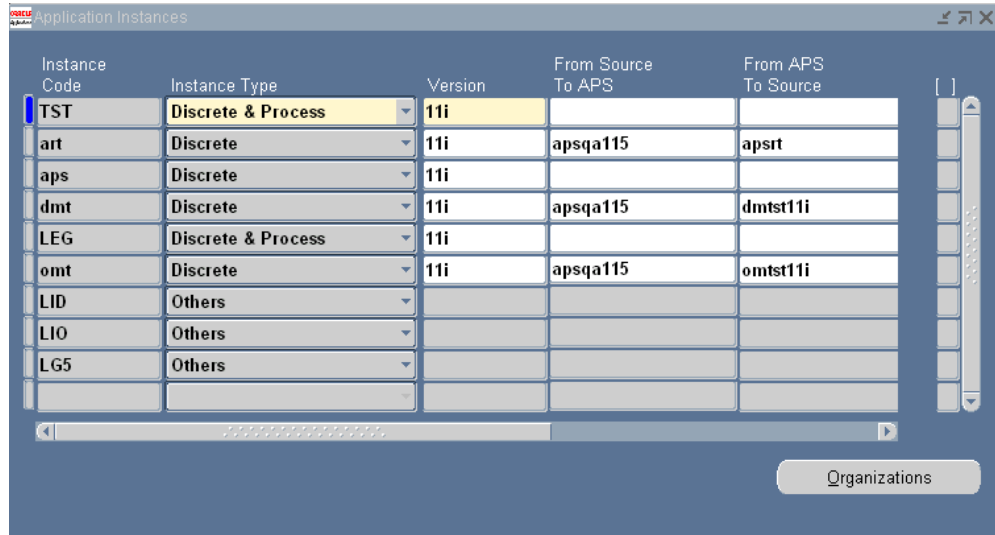 ORACLE
Application Instances
Instance Code Instance Type Version From Source To APS From APS To Source [ ]
TST Discrete & Process 11i
art Discrete 11i apsqa115 apsrt
aps Discrete 11i
dmt Discrete 11i apsqa115 dmtst11i
LEG Discrete & Process 11i
omt Discrete 11i apsqa115 omtst11i
LID Others
LIO Others
LG5 Others
Organizations